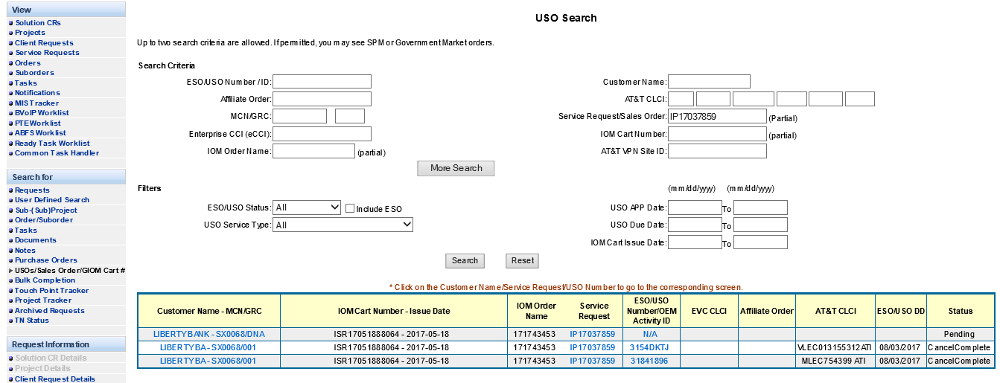 View
Solution CRs
Projects
Client Requests
Service Requests
Orders
Suborders
Tasks
Notifications
MIS Tracker
BVoIP Worklist
PTE Worklist
ABFS Worklist
Ready Task Worklist
Common Task Handler
Search for
Requests
User Defined Search
Sub-(Sub)Project
Order/Suborder
Tasks
Documents
Notes
Purchase Orders
USOs/Sales Order/GIOM Cart #
Bulk Completion
Touch Point Tracker
Project Tracker
Archived Requests
TN Status
Request Information
Solution CR Details
Project Details
Client Request Details
USO Search
Up to two search criteria are allowed. If permitted, you may see SPM or Government Market orders.
Search Criteria
ESO/USO Number / ID:
Customer Name:
Affiliate Order:
AT&T CLCI:
MCN/GRC:
Service Request/Sales Order: IP17037859 (Partial)
Enterprise CCI (eCCI):
IOM Cart Number: (partial)
IOM Order Name: (partial)
AT&T VPN Site ID:
More Search
Filters
(mm/dd/yyyy) (mm/dd/yyyy)
ESO/USO Status: All Include ESO
USO APP Date: To
USO Service Type: All
USO Due Date: To
IOM Cart Issue Date: To
Search Reset
* Click on the Customer Name/Service Request/USO Number to go to the corresponding screen.
Customer Name - MCN/GRC IOM Cart Number - Issue Date IOM Order Name Service Request ESO/USO Number/OEM Activity ID EVC CLCI Affiliate Order AT&T CLCI ESO/USO DD Status
LIBERTY BANK - SX0068/DNA ISR17051888064 - 2017-05-18 171743453 IP17037859 N/A Pending
LIBERTY BA - SX0068/001 ISR17051888064 - 2017-05-18 171743453 IP17037859 3154DKTJ VLEC013155312ATI 08/03/2017 CancelComplete
LIBERTY BA - SX0068/001 ISR17051888064 - 2017-05-18 171743453 IP17037859 31841896 MLEC754399 ATI 08/03/2017 CancelComplete